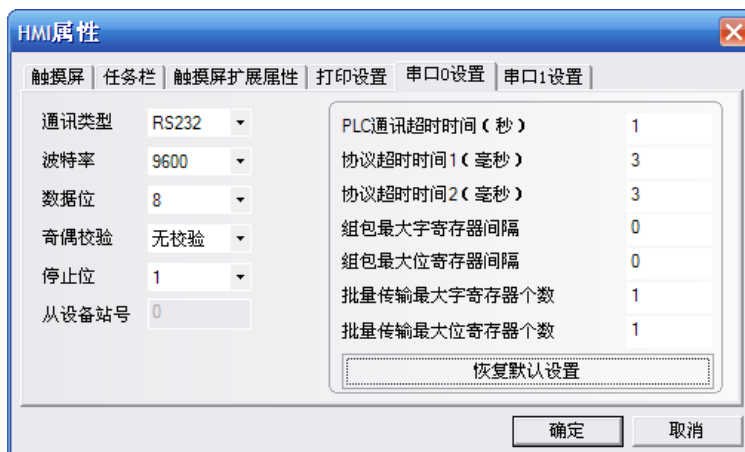 HMI属性
触摸屏 任务栏 触摸屏扩展属性 打印设置 串口0设置 串口1设置
通讯类型 RS232
波特率 9600
数据位 8
奇偶校验 无校验
停止位 1
从设备站号 0
PLC通讯超时时间（秒） 1
协议超时时间1（毫秒） 3
协议超时时间2（毫秒） 3
组包最大字寄存器间隔 0
组包最大位寄存器间隔 0
批量传输最大字寄存器个数 1
批量传输最大位寄存器个数 1
恢复默认设置
确定 取消